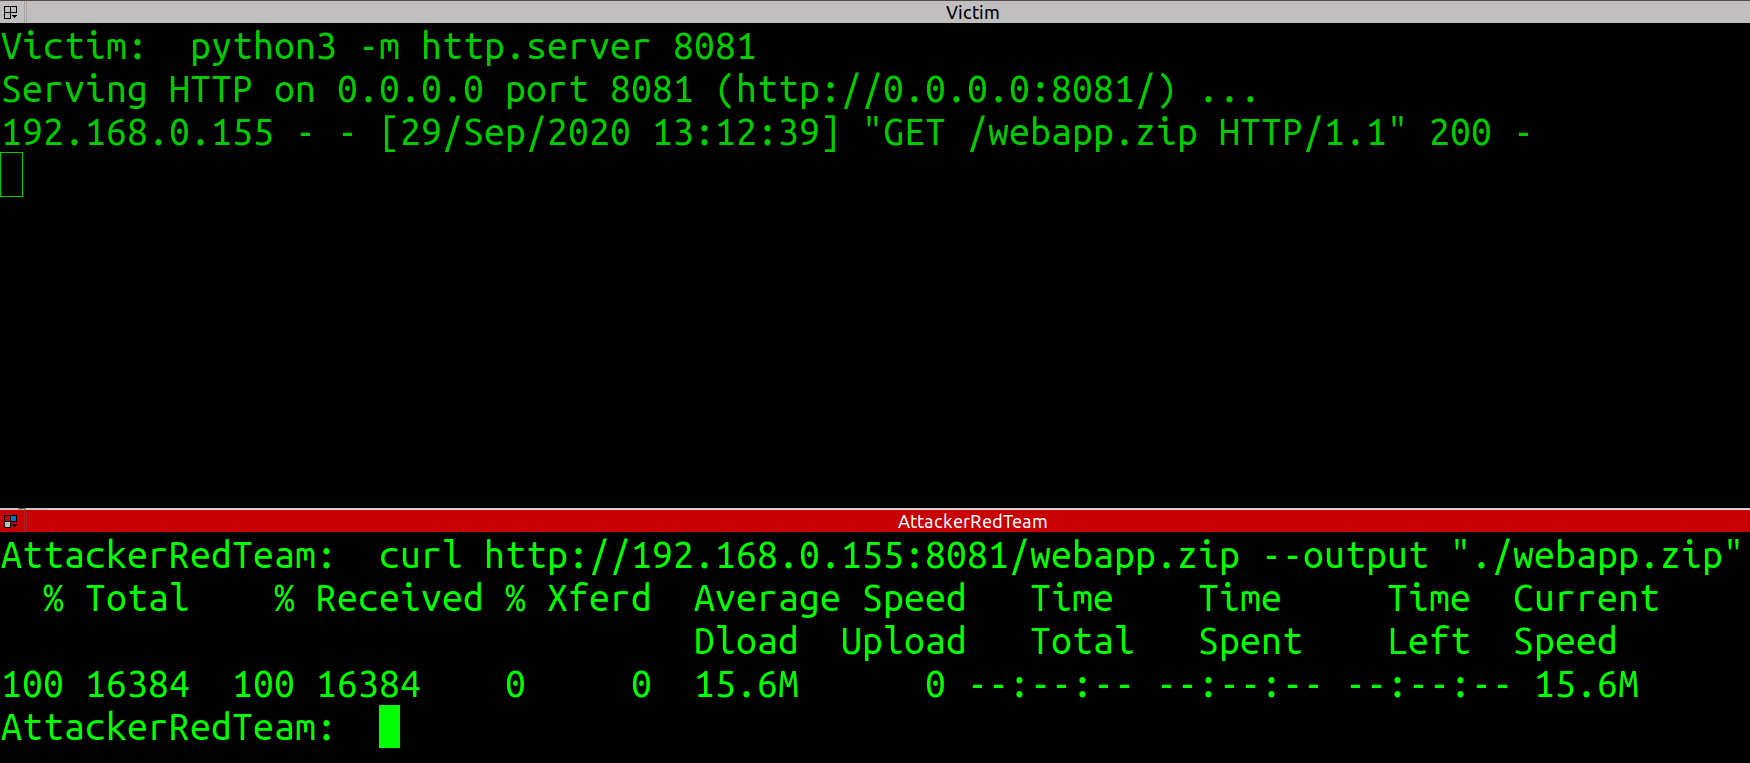 Victim
Victim:  python3 -m http.server 8081
Serving HTTP on 0.0.0.0 port 8081 (http://0.0.0.0:8081/) ...
192.168.0.155 - - [29/Sep/2020 13:12:39] "GET /webapp.zip HTTP/1.1" 200 -
AttackerRedTeam
AttackerRedTeam:  curl http://192.168.0.155:8081/webapp.zip --output "./webapp.zip"
  % Total    % Received % Xferd  Average Speed   Time    Time     Time  Current
                                 Dload  Upload   Total   Spent    Left  Speed
100 16384  100 16384    0     0  15.6M      0 --:--:-- --:--:-- --:--:-- 15.6M
AttackerRedTeam: